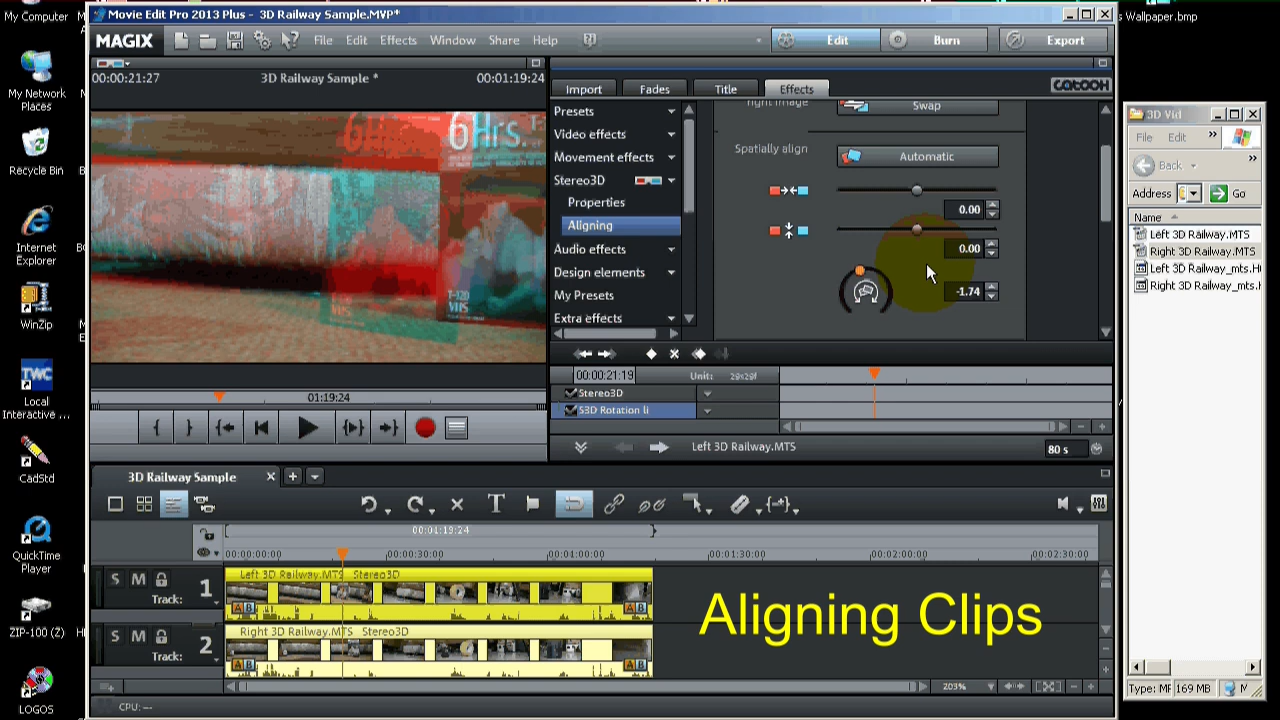 My Computer
My Network
Places
Recycle Bin
Internet
Explorer
WinZip
Local
Interactive ...
CadStd
QuickTime
Player
ZIP-100 (Z)
LOGOS
Movie Edit Pro 2013 Plus - 3D Railway Sample.MVP*
MAGIX
File Edit Effects Window Share Help
Edit
Burn
Export
00:00:21:27
3D Railway Sample *
00:01:19:24
6Hrs.
6Hrs.
T-120
VHS
01:19:24
Import
Fades
Title
Effects
catooh
Presets
Video effects
Movement effects
Stereo3D
Properties
Aligning
Audio effects
Design elements
My Presets
Extra effects
right image
Swap
Spatially align
Automatic
0.00
0.00
-1.74
00:00:21:19
Unit:
Stereo3D
S3D Rotation li
Left 3D Railway.MTS
80 s
3D Railway Sample
00:01:19:24
00:00:00:00
00:00:30:00
00:01:00:00
00:01:30:00
00:02:00:00
00:02:30:00
S M
Track:
1
Left 3D Railway.MTS Stereo3D
A B
A B
S M
Track:
2
Right 3D Railway.MTS Stereo3D
A B
A B
Aligning Clips
203%
CPU: ---
s Wallpaper.bmp
3D Vid
File Edit »
Back
»
Address
Go
Name
Left 3D Railway.MTS
Right 3D Railway.MTS
Left 3D Railway_mts.H
Right 3D Railway_mts.H
Type: MF
169 MB
M